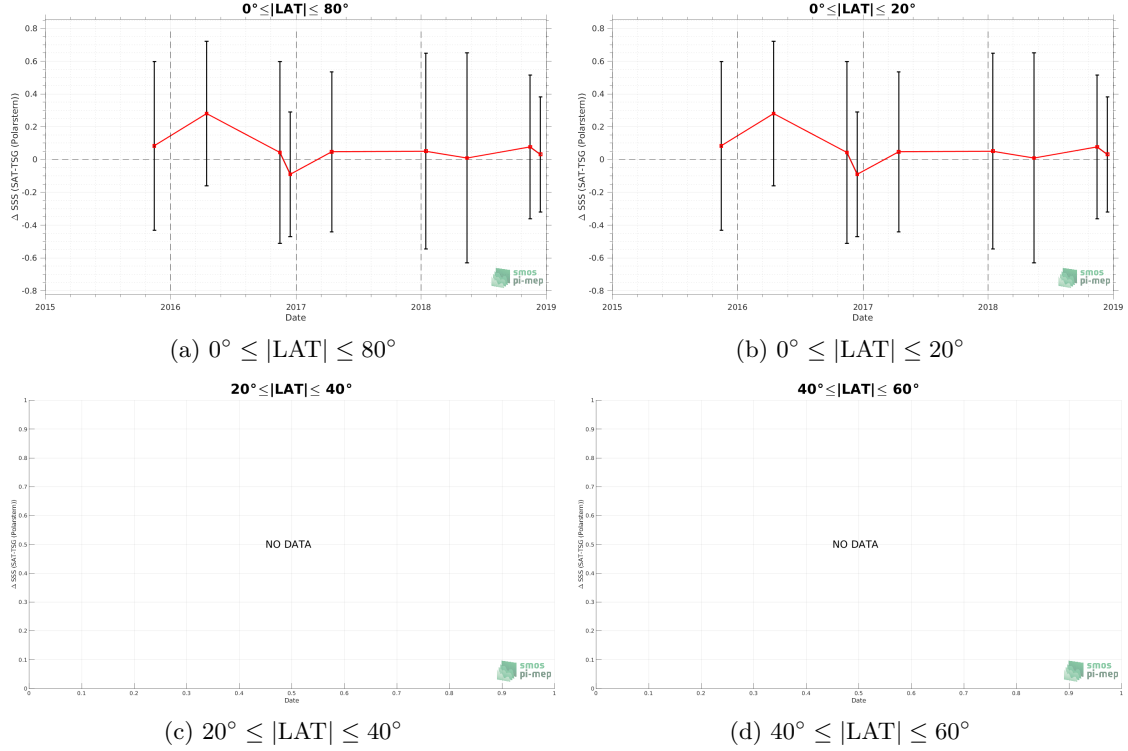 0°≤|LAT|≤ 80°
0.8
0.6
0.4
0.2
0
-0.2
-0.4
-0.6
-0.8
Δ SSS (SAT-TSG (Polarstern))
2015
2016
2017
2018
2019
Date
smos
pi-mep
(a) 0° ≤ |LAT| ≤ 80°
0°≤|LAT|≤ 20°
0.8
0.6
0.4
0.2
0
-0.2
-0.4
-0.6
-0.8
Δ SSS (SAT-TSG (Polarstern))
2015
2016
2017
2018
2019
Date
smos
pi-mep
(b) 0° ≤ |LAT| ≤ 20°
20°≤|LAT|≤ 40°
1
0.9
0.8
0.7
0.6
0.5
0.4
0.3
0.2
0.1
0
Δ SSS (SAT-TSG (Polarstern))
NO DATA
0
0.1
0.2
0.3
0.4
0.5
0.6
0.7
0.8
0.9
1
Date
smos
pi-mep
(c) 20° ≤ |LAT| ≤ 40°
40°≤|LAT|≤ 60°
1
0.9
0.8
0.7
0.6
0.5
0.4
0.3
0.2
0.1
0
Δ SSS (SAT-TSG (Polarstern))
NO DATA
0
0.1
0.2
0.3
0.4
0.5
0.6
0.7
0.8
0.9
1
Date
smos
pi-mep
(d) 40° ≤ |LAT| ≤ 60°